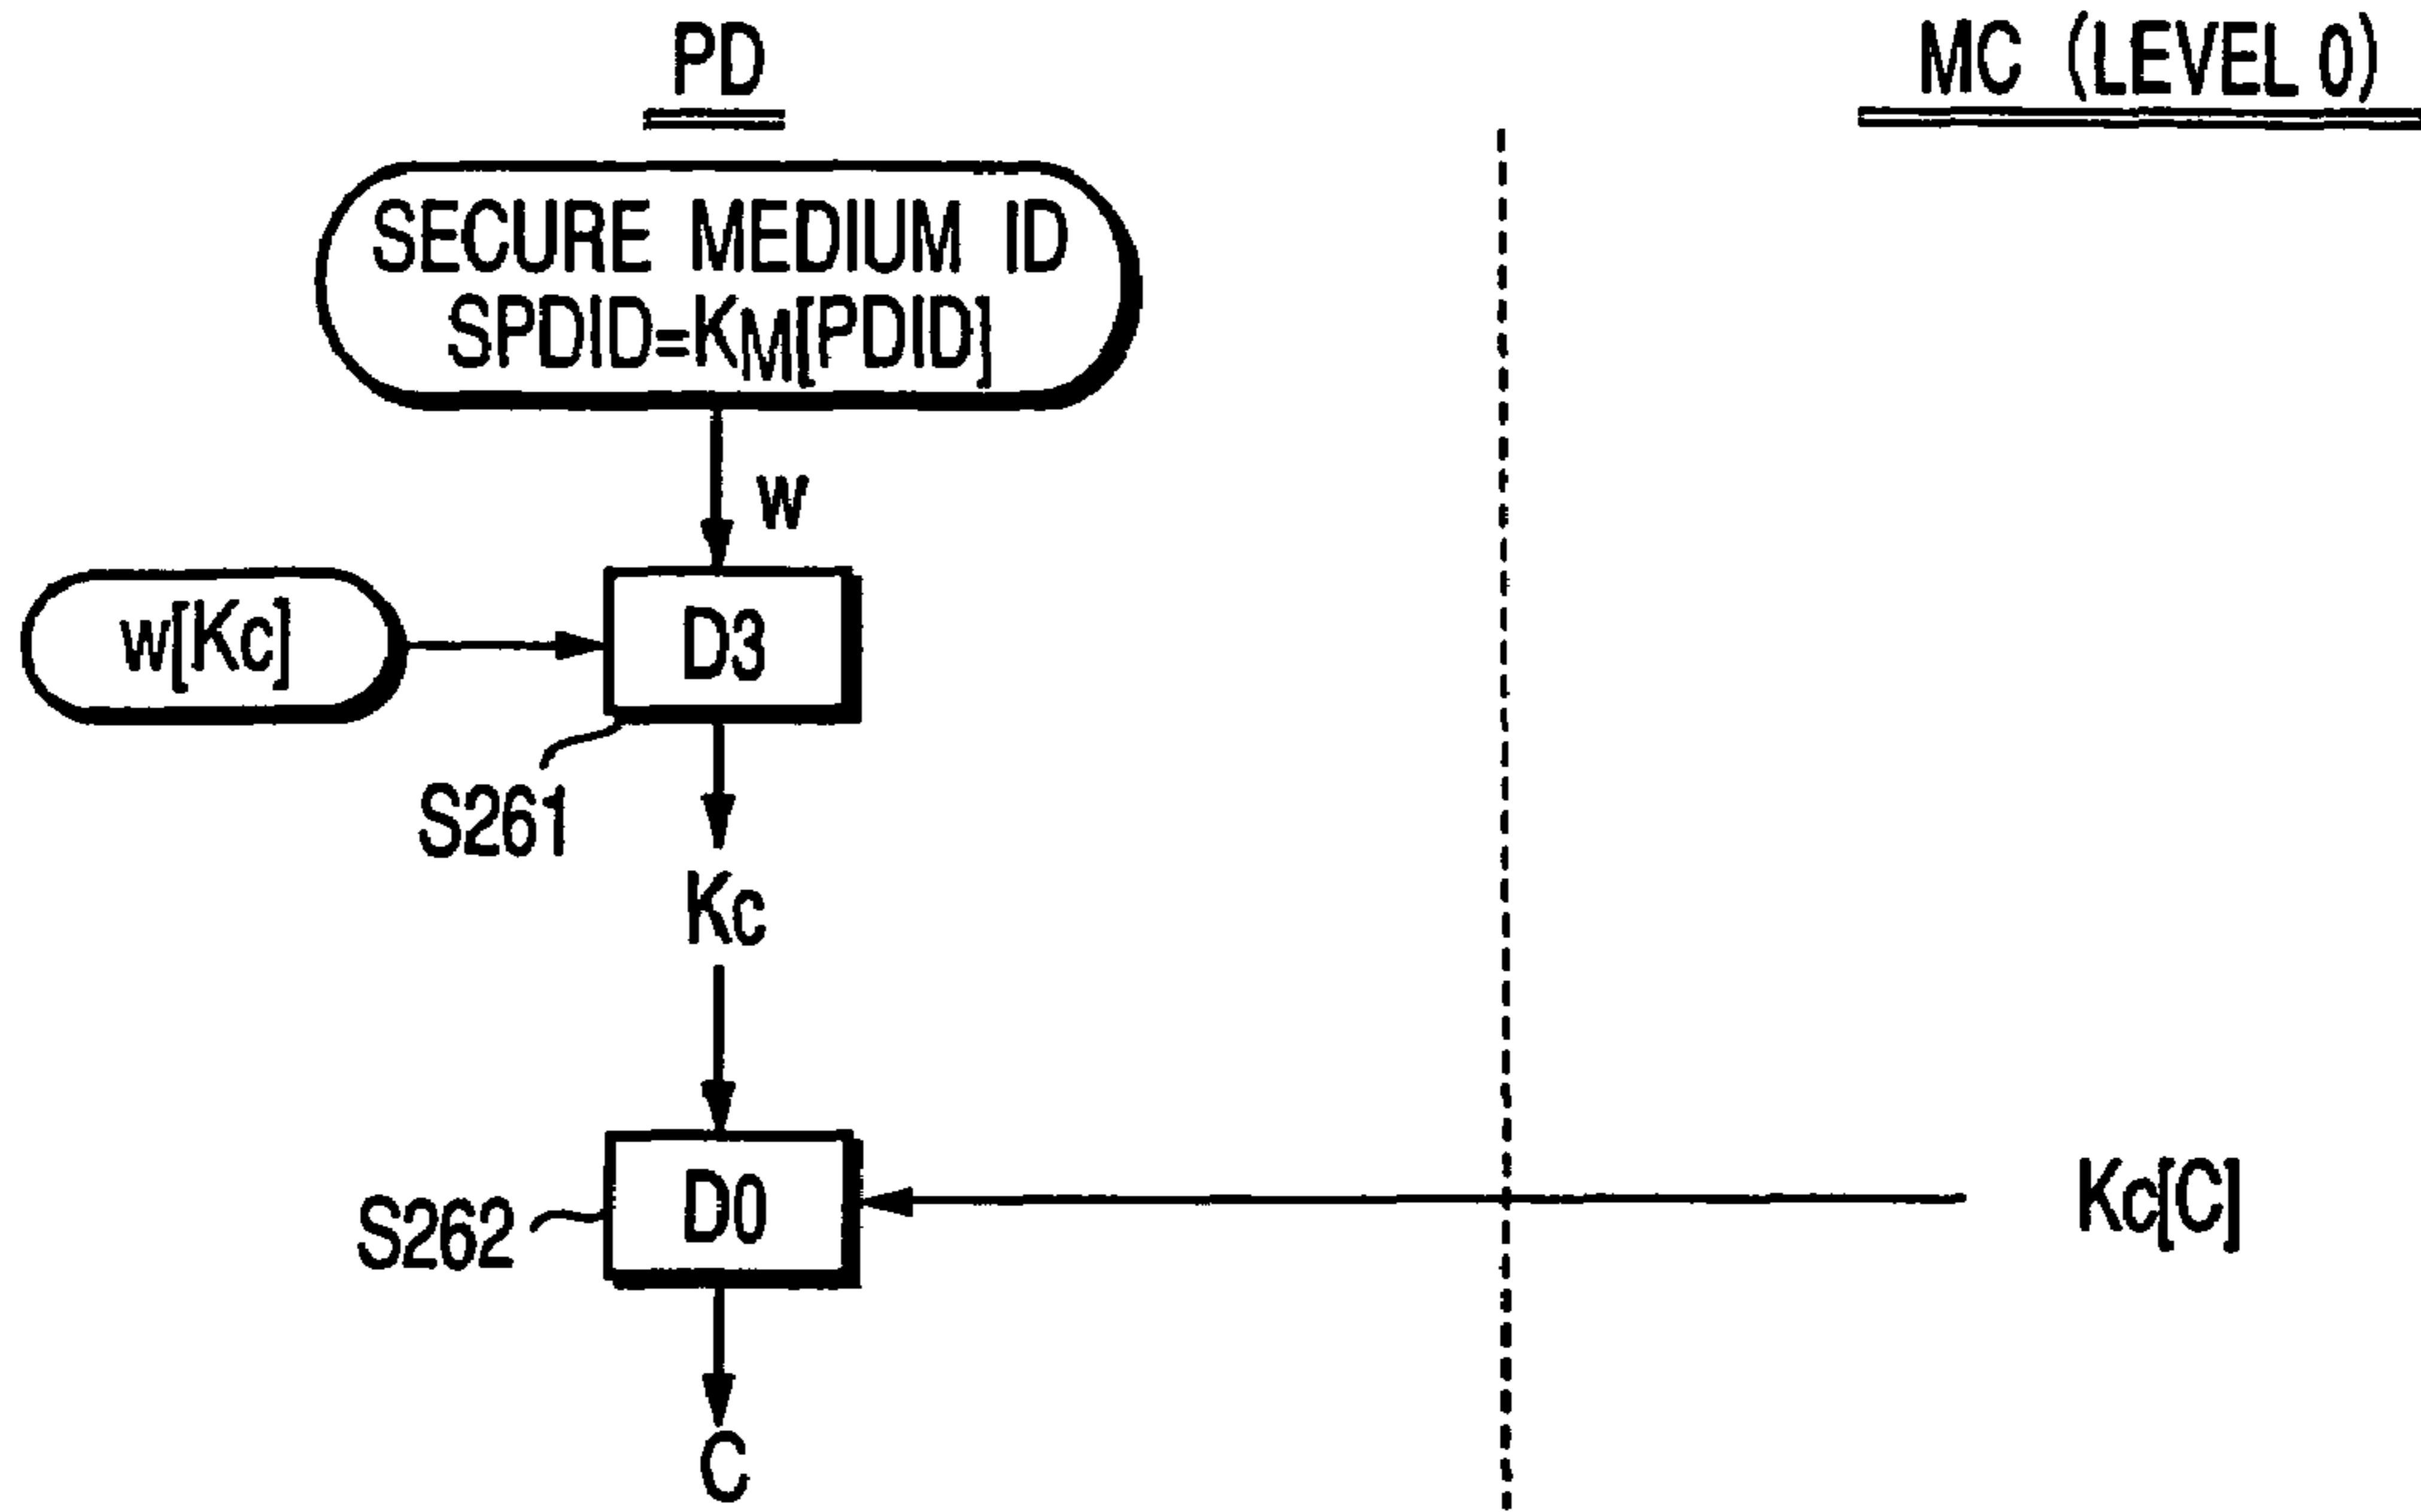 PD
MC (LEVEL 0)
SECURE MEDIUM ID
SPDID=KM[PDID]
w
w[Kc]
D3
S261
Kc
D0
S262
Kc[C]
C